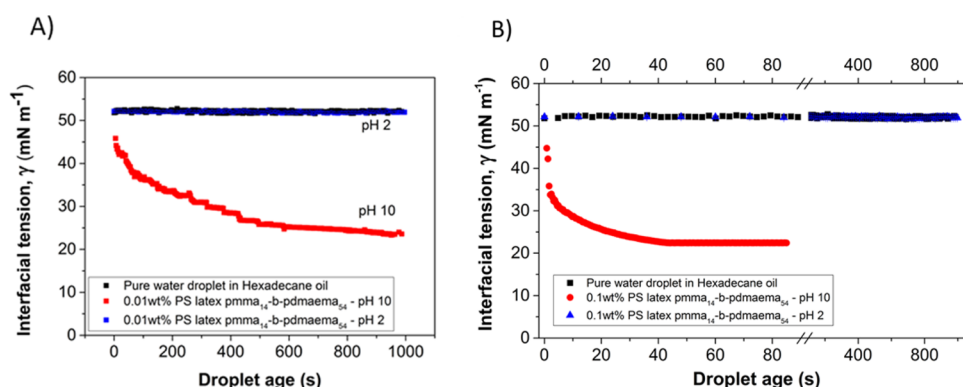 A)
Interfacial tension, γ (mN m⁻¹)
60
50
40
30
20
10
0
pH 2
pH 10
Pure water droplet in Hexadecane oil
0.01wt% PS latex pmma₁₄-b-pdmaema₅₄ - pH 10
0.01wt% PS latex pmma₁₄-b-pdmaema₅₄ - pH 2
0 200 400 600 800 1000
Droplet age (s)
B)
0 20 40 60 80 400 800
Interfacial tension, γ (mN m⁻¹)
60
50
40
30
20
10
0
Pure water droplet in Hexadecane oil
0.1wt% PS latex pmma₁₄-b-pdmaema₅₄ - pH 10
0.1wt% PS latex pmma₁₄-b-pdmaema₅₄ - pH 2
0 20 40 60 80 400 800
Droplet age (s)